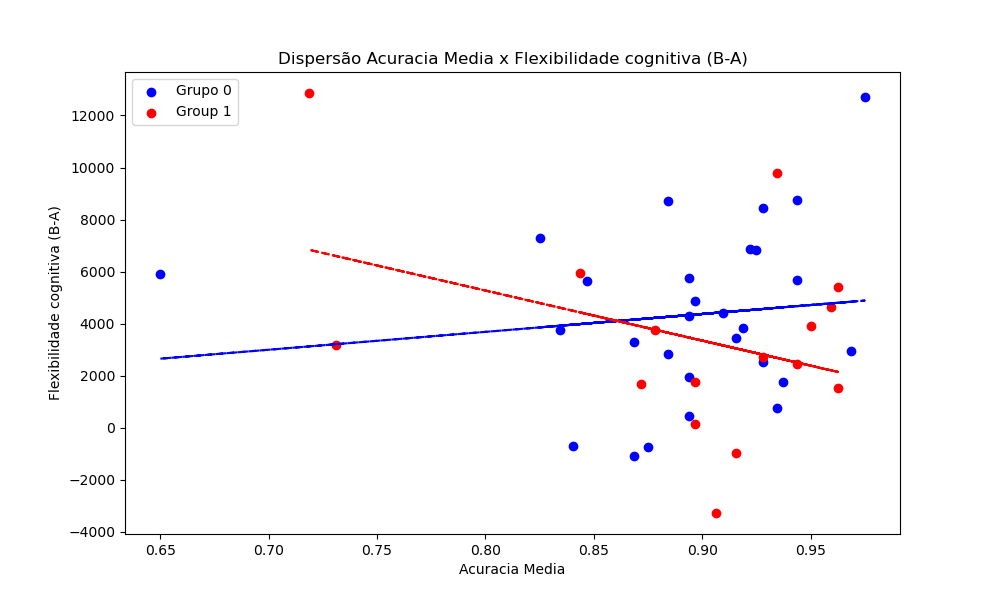 Dispersão Acuracia Media x Flexibilidade cognitiva (B-A)
Grupo 0
Group 1
Flexibilidade cognitiva (B-A)
12000
10000
8000
6000
4000
2000
0
−2000
−4000
0.65 0.70 0.75 0.80 0.85 0.90 0.95
Acuracia Media